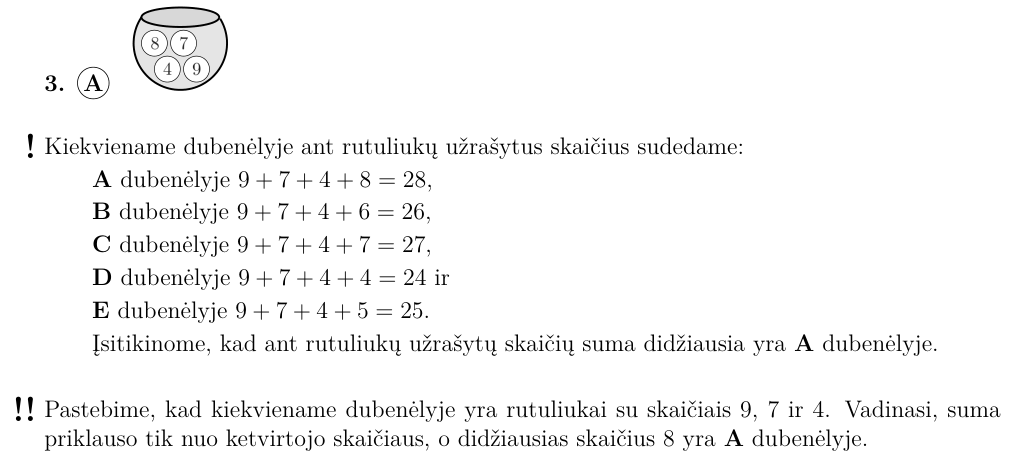 8 7
4 9
3. A
! Kiekviename dubenėlyje ant rutuliukų užrašytus skaičius sudedame:
A dubenėlyje 9 + 7 + 4 + 8 = 28,
B dubenėlyje 9 + 7 + 4 + 6 = 26,
C dubenėlyje 9 + 7 + 4 + 7 = 27,
D dubenėlyje 9 + 7 + 4 + 4 = 24 ir
E dubenėlyje 9 + 7 + 4 + 5 = 25.
Įsitikinome, kad ant rutuliukų užrašytų skaičių suma didžiausia yra A dubenėlyje.
!! Pastebime, kad kiekviename dubenėlyje yra rutuliukai su skaičiais 9, 7 ir 4. Vadinasi, suma
priklauso tik nuo ketvirtojo skaičiaus, o didžiausias skaičius 8 yra A dubenėlyje.